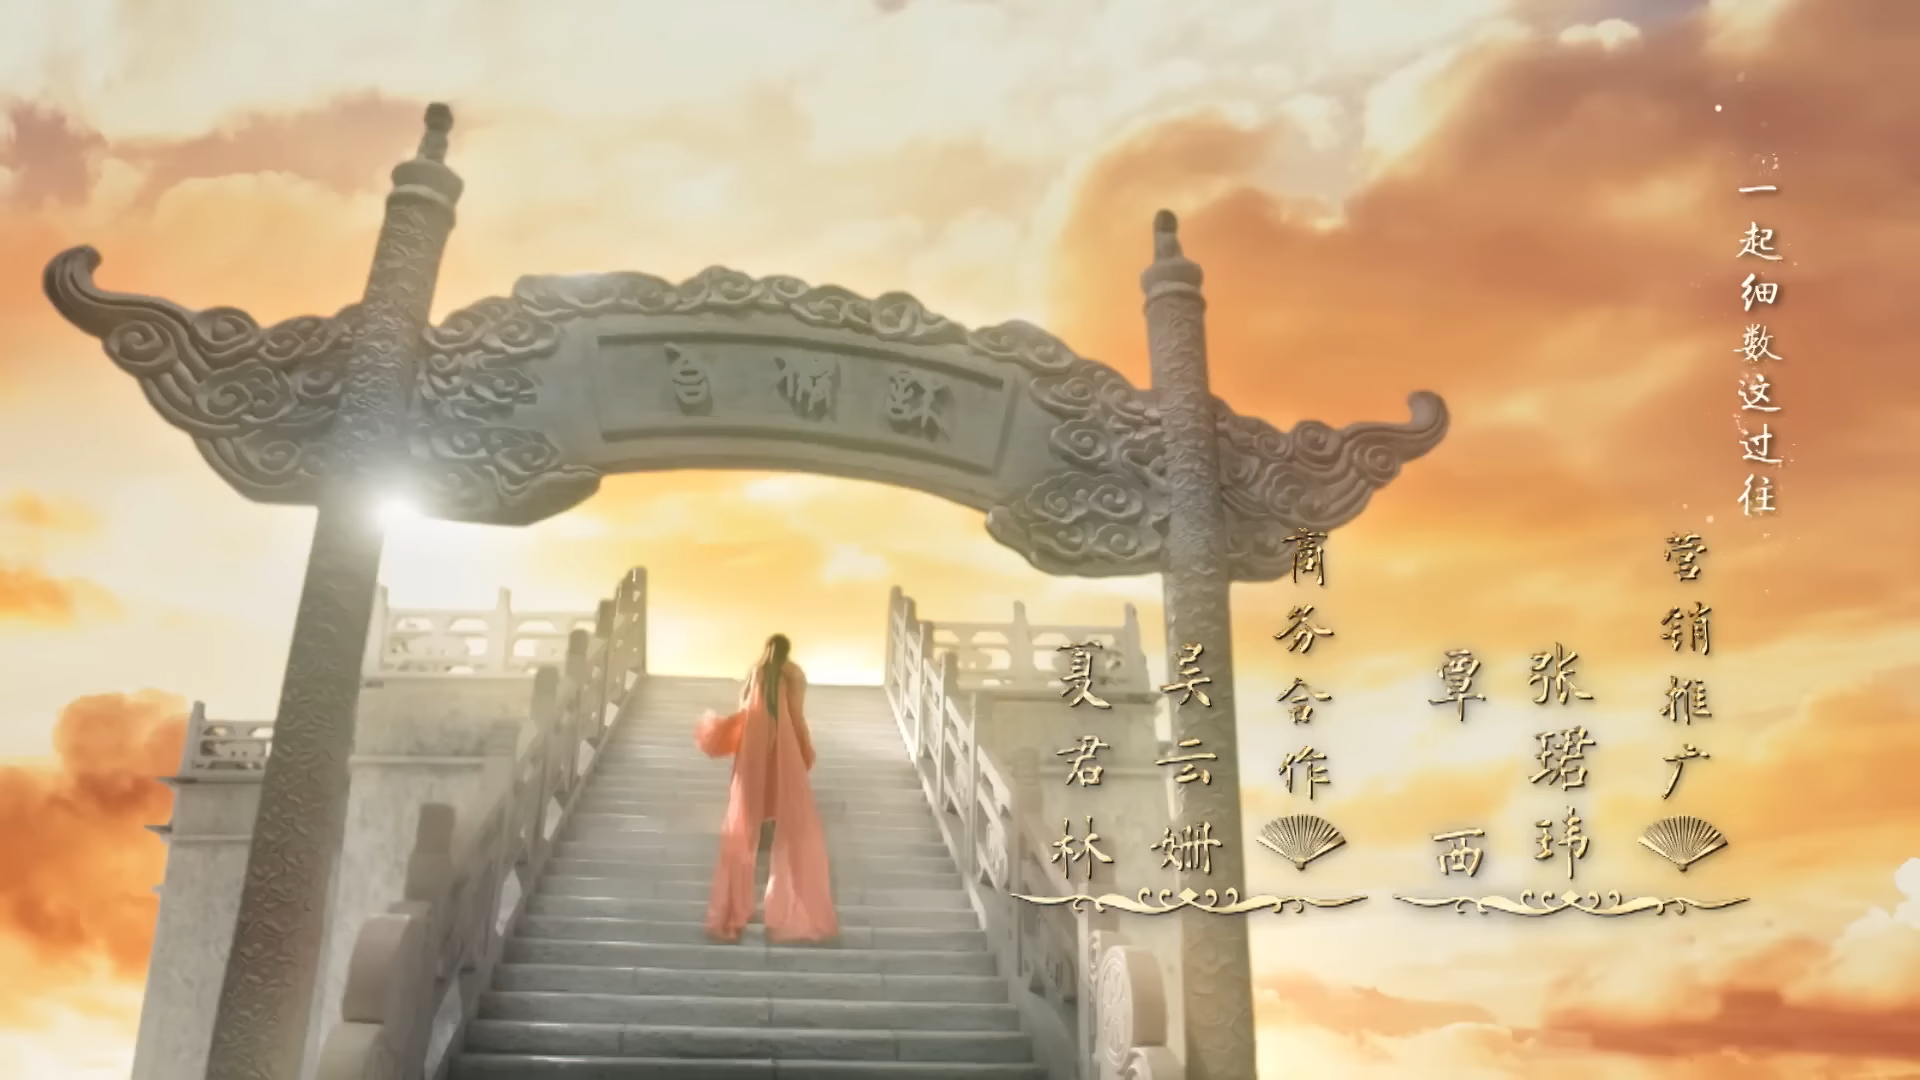 一起细数这过往
营销推广
张珺玮
覃西
商务合作
吴云姗
夏君林